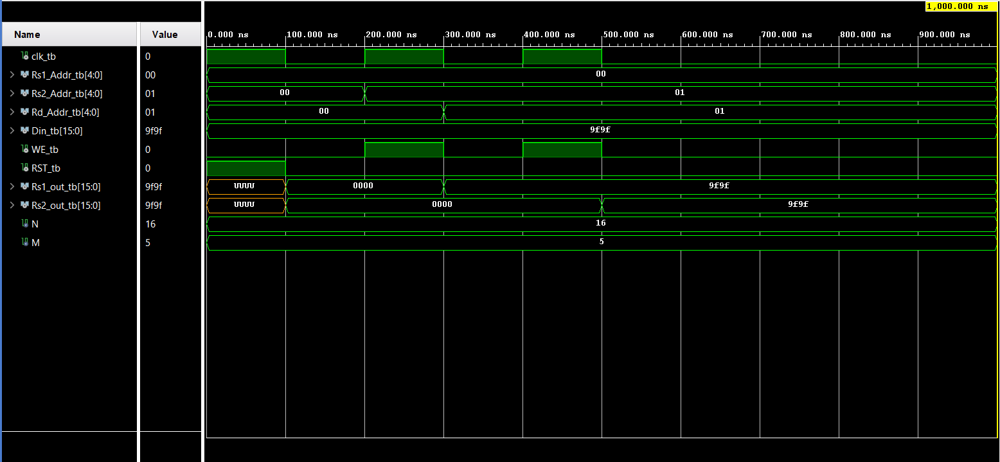 1,000.000 ns
Name Value 0.000 ns 100.000 ns 200.000 ns 300.000 ns 400.000 ns 500.000 ns 600.000 ns 700.000 ns 800.000 ns 900.000 ns
clk_tb 0
Rs1_Addr_tb[4:0] 00 00
Rs2_Addr_tb[4:0] 01 00 01
Rd_Addr_tb[4:0] 01 00 01
Din_tb[15:0] 9f9f 9f9f
WE_tb 0
RST_tb 0
Rs1_out_tb[15:0] 9f9f UUUU 0000 9f9f
Rs2_out_tb[15:0] 9f9f UUUU 0000 9f9f
N 16 16
M 5 5